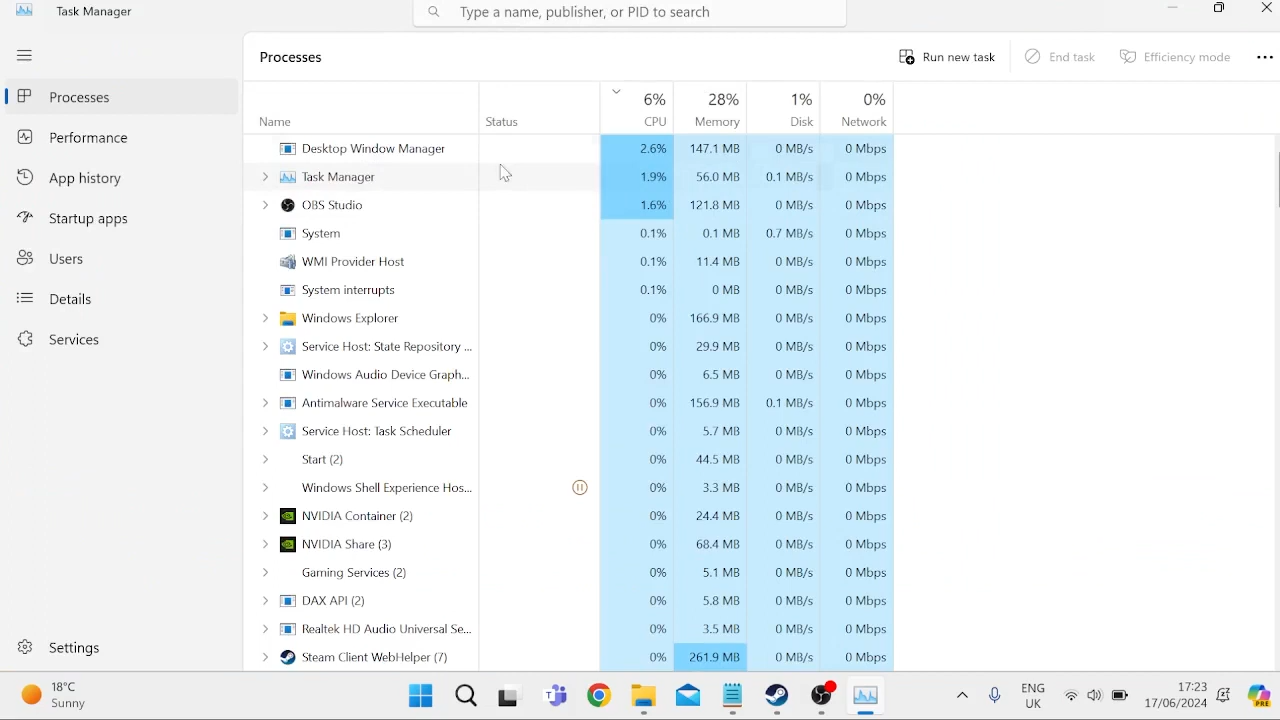 Task Manager
Type a name, publisher, or PID to search
Processes
Run new task
End task
Efficiency mode
Processes
Performance
App history
Startup apps
Users
Details
Services
Settings
6% 28% 1% 0%
Name Status CPU Memory Disk Network
Desktop Window Manager 2.6% 147.1 MB 0 MB/s 0 Mbps
Task Manager 1.9% 56.0 MB 0.1 MB/s 0 Mbps
OBS Studio 1.6% 121.8 MB 0 MB/s 0 Mbps
System 0.1% 0.1 MB 0.7 MB/s 0 Mbps
WMI Provider Host 0.1% 11.4 MB 0 MB/s 0 Mbps
System interrupts 0.1% 0 MB 0 MB/s 0 Mbps
Windows Explorer 0% 166.9 MB 0 MB/s 0 Mbps
Service Host: State Repository ... 0% 29.9 MB 0 MB/s 0 Mbps
Windows Audio Device Graph... 0% 6.5 MB 0 MB/s 0 Mbps
Antimalware Service Executable 0% 156.9 MB 0.1 MB/s 0 Mbps
Service Host: Task Scheduler 0% 5.7 MB 0 MB/s 0 Mbps
Start (2) 0% 44.5 MB 0 MB/s 0 Mbps
Windows Shell Experience Hos... 0% 3.3 MB 0 MB/s 0 Mbps
NVIDIA Container (2) 0% 24.4 MB 0 MB/s 0 Mbps
NVIDIA Share (3) 0% 68.4 MB 0 MB/s 0 Mbps
Gaming Services (2) 0% 5.1 MB 0 MB/s 0 Mbps
DAX API (2) 0% 5.8 MB 0 MB/s 0 Mbps
Realtek HD Audio Universal Se... 0% 3.5 MB 0 MB/s 0 Mbps
Steam Client WebHelper (7) 0% 261.9 MB 0 MB/s 0 Mbps
18°C
Sunny
ENG
UK
17:23
17/06/2024
PRE